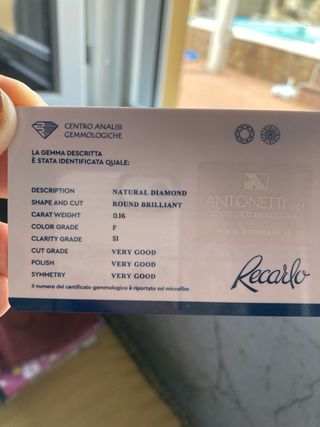 CENTRO ANALISI
GEMMOLOGICHE
LA GEMMA DESCRITTA
È STATA IDENTIFICATA QUALE:
DESCRIPTION NATURAL DIAMOND
SHAPE AND CUT ROUND BRILLIANT
CARAT WEIGHT 0.16
COLOR GRADE F
CLARITY GRADE SI
CUT GRADE VERY GOOD
POLISH VERY GOOD
SYMMETRY VERY GOOD
Il numero del certificato gemmologico è riportato sul microfilm
ANTONETTI
GIOIELLIERI IN FOGGIA
Recarlo